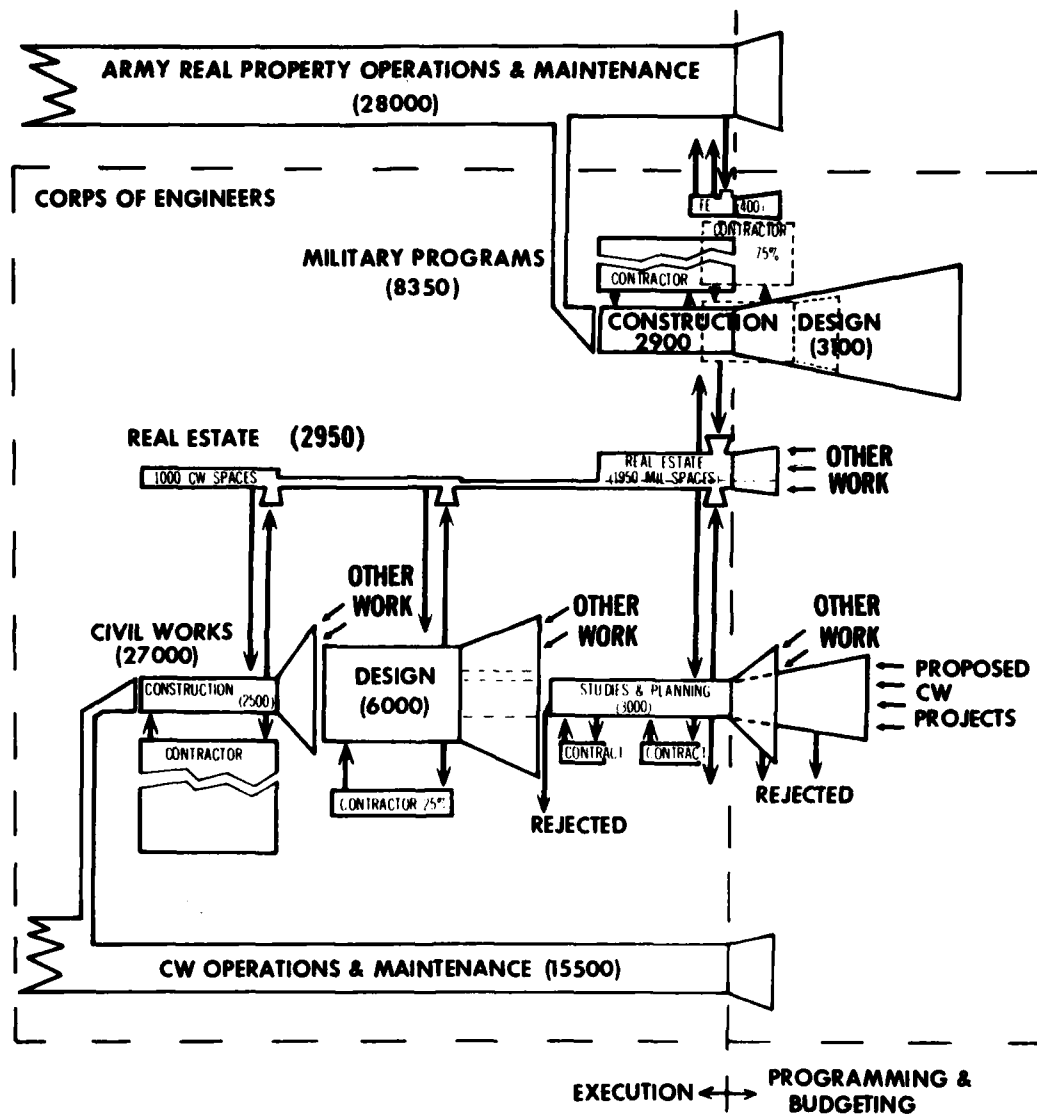 ARMY REAL PROPERTY OPERATIONS & MAINTENANCE
(28000)
CORPS OF ENGINEERS
FE (400)
CONTRACTOR
75%
MILITARY PROGRAMS
(8350)
CONTRACTOR
CONSTRUCTION
2900
DESIGN
(3100)
REAL ESTATE (2950)
1000 CW SPACES
REAL ESTATE
(1950 MIL SPACES)
OTHER
WORK
OTHER
WORK
OTHER
WORK
OTHER
WORK
CIVIL WORKS
(27000)
CONSTRUCTION
(2500)
DESIGN
(6000)
STUDIES & PLANNING
(3000)
PROPOSED
CW
PROJECTS
CONTRACTOR
CONTRACTOR 25%
CONTRACT
CONTRACT
REJECTED
REJECTED
CW OPERATIONS & MAINTENANCE (15500)
EXECUTION
PROGRAMMING &
BUDGETING